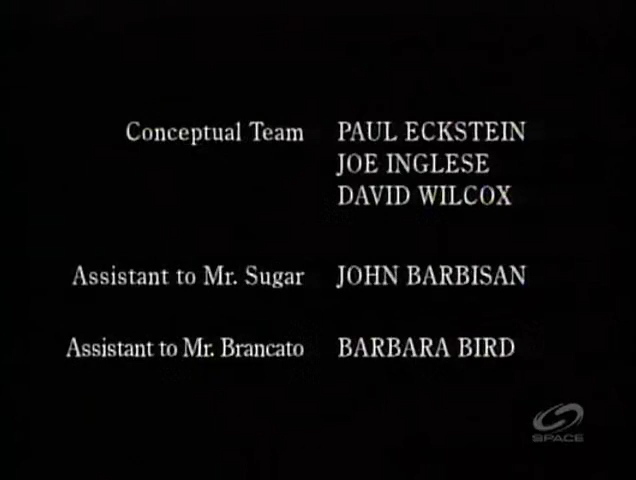 Conceptual Team PAUL ECKSTEIN
JOE INGLESE
DAVID WILCOX
Assistant to Mr. Sugar JOHN BARBISAN
Assistant to Mr. Brancato BARBARA BIRD
SPACE